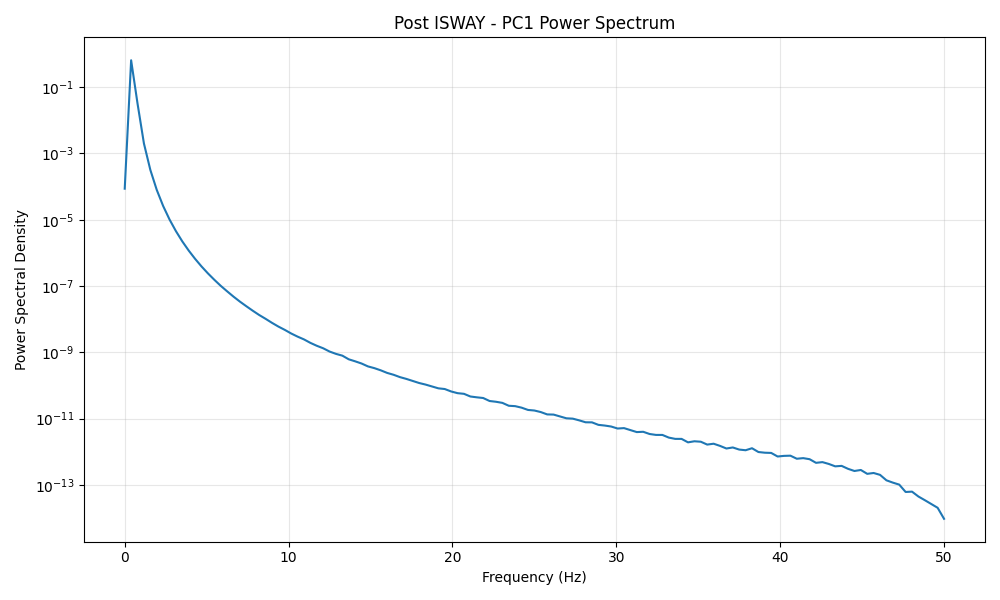 Post ISWAY - PC1 Power Spectrum
Power Spectral Density
10⁻¹
10⁻³
10⁻⁵
10⁻⁷
10⁻⁹
10⁻¹¹
10⁻¹³
0 10 20 30 40 50
Frequency (Hz)